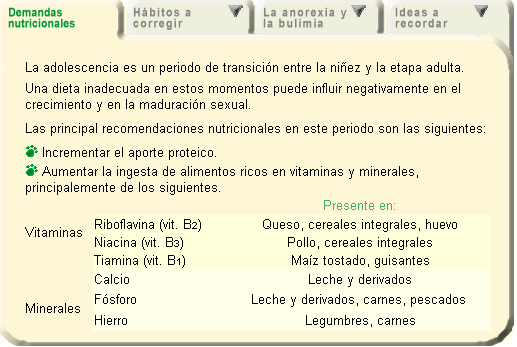 Demandas nutricionales
Hábitos a corregir
La anorexia y la bulimia
Ideas a recordar
La adolescencia es un periodo de transición entre la niñez y la etapa adulta.
Una dieta inadecuada en estos momentos puede influir negativamente en el
crecimiento y en la maduración sexual.
Las principal recomendaciones nutricionales en este periodo son las siguientes:
Incrementar el aporte proteico.
Aumentar la ingesta de alimentos ricos en vitaminas y minerales,
principalemente de los siguientes.
Presente en:
Vitaminas
Riboflavina (vit. B2) Queso, cereales integrales, huevo
Niacina (vit. B3) Pollo, cereales integrales
Tiamina (vit. B1) Maíz tostado, guisantes
Minerales
Calcio Leche y derivados
Fósforo Leche y derivados, carnes, pescados
Hierro Legumbres, carnes